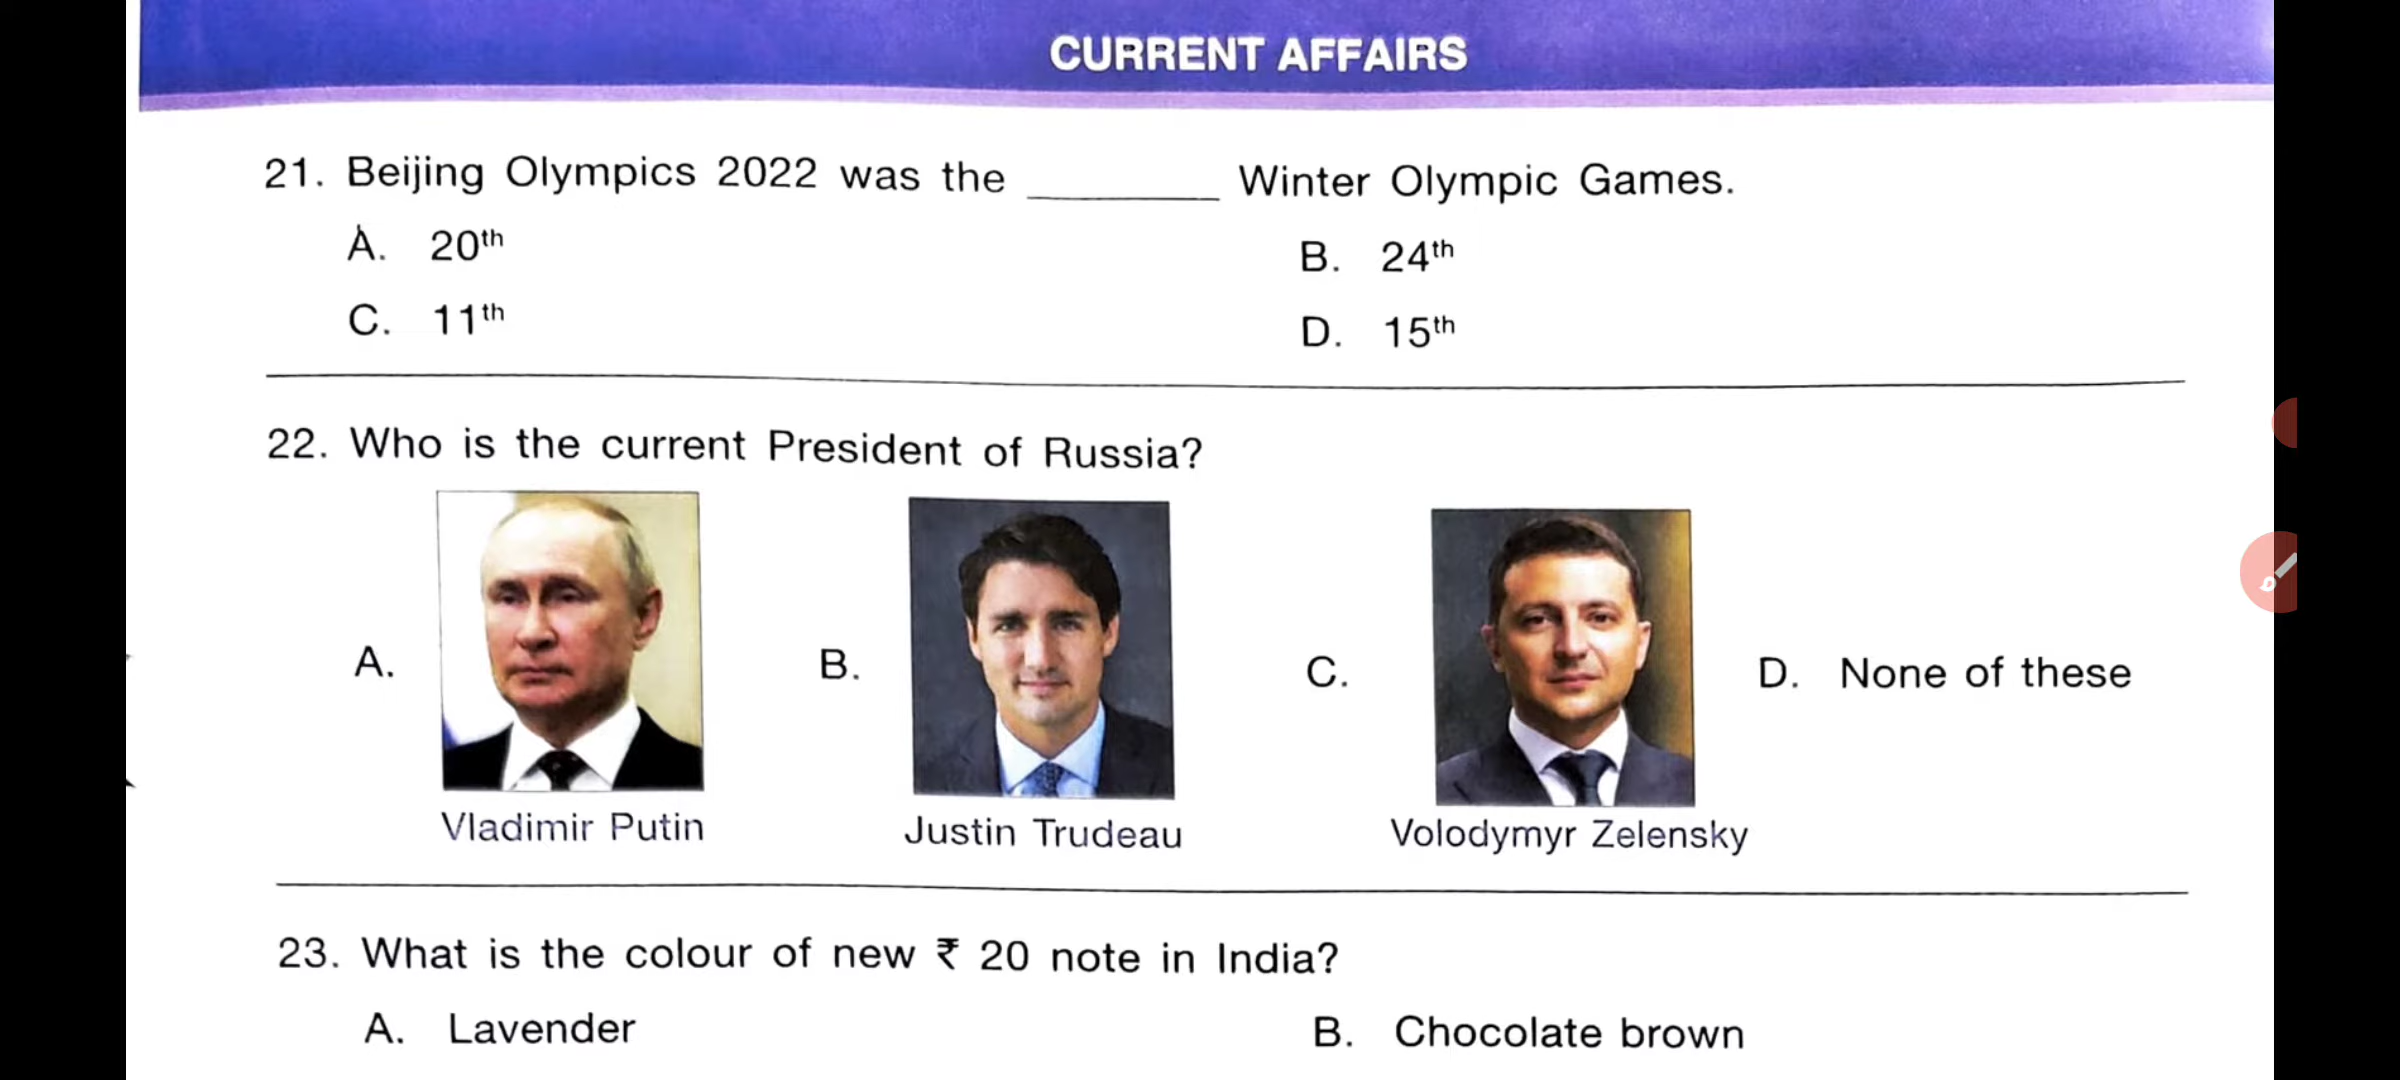 CURRENT AFFAIRS
21. Beijing Olympics 2022 was the ________ Winter Olympic Games.
A. 20th
B. 24th
C. 11th
D. 15th
22. Who is the current President of Russia?
A.
B.
C.
D. None of these
Vladimir Putin
Justin Trudeau
Volodymyr Zelensky
23. What is the colour of new ₹ 20 note in India?
A. Lavender
B. Chocolate brown